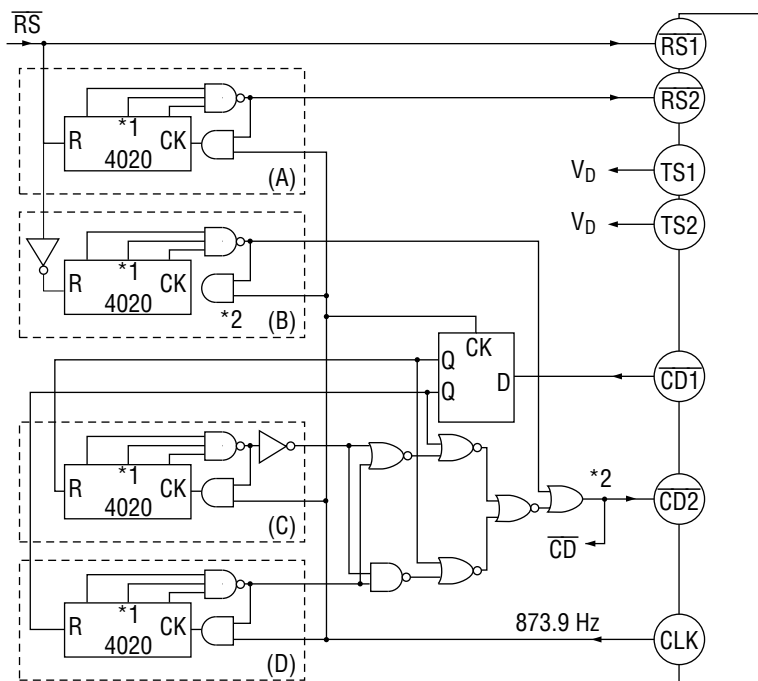 RS
RS1
*1
R
CK
4020
(A)
RS2
VD
TS1
VD
TS2
*1
R
CK
4020
*2
(B)
CK
Q
D
Q
CD1
*1
R
CK
4020
(C)
*2
CD2
CD
*1
R
CK
4020
(D)
873.9 Hz
CLK